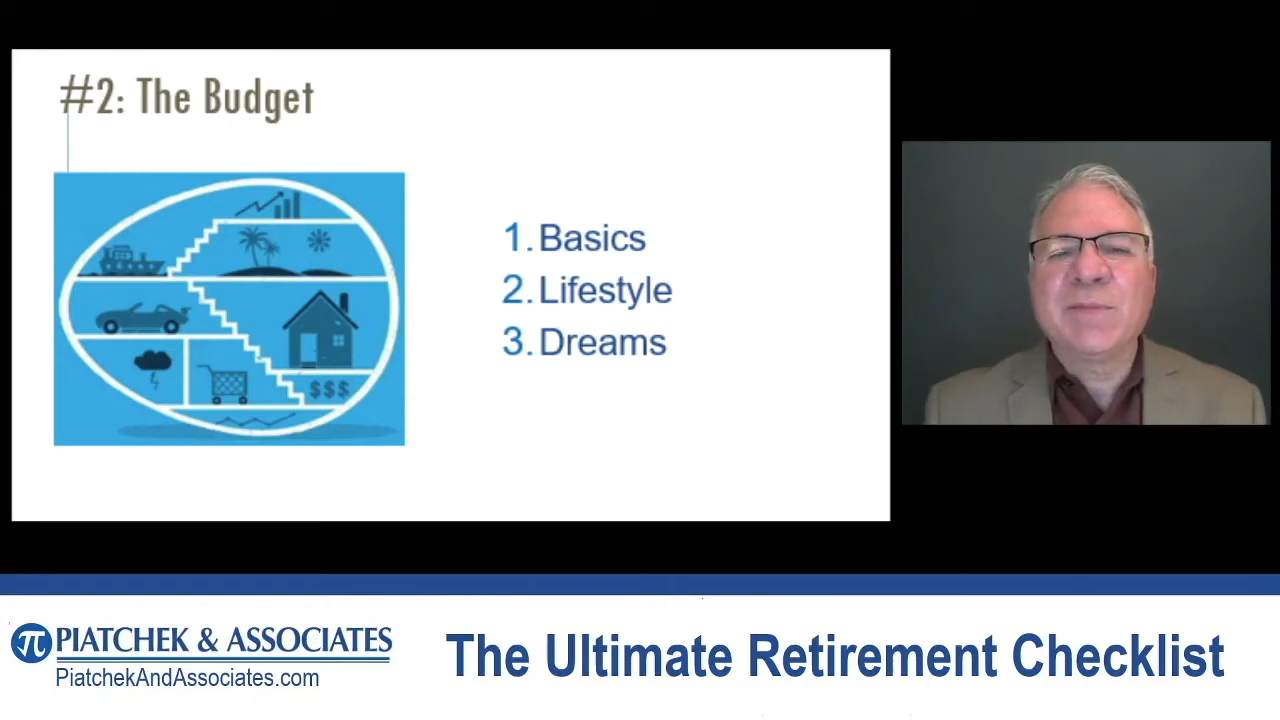 #2: The Budget
1. Basics
2. Lifestyle
3. Dreams
$$$
π PIATCHEK & ASSOCIATES
PiatchekAndAssociates.com
The Ultimate Retirement Checklist